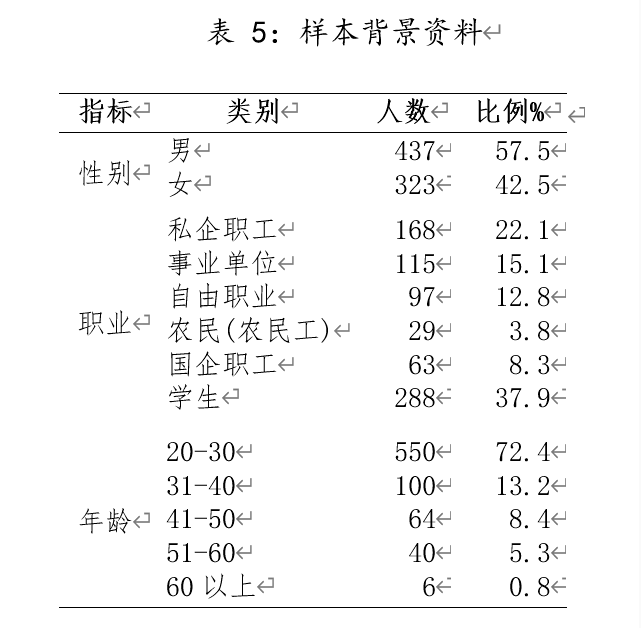 表 5：样本背景资料
指标 类别 人数 比例%
性别
男 437 57.5
女 323 42.5
职业
私企职工 168 22.1
事业单位 115 15.1
自由职业 97 12.8
农民(农民工) 29 3.8
国企职工 63 8.3
学生 288 37.9
年龄
20-30 550 72.4
31-40 100 13.2
41-50 64 8.4
51-60 40 5.3
60 以上 6 0.8